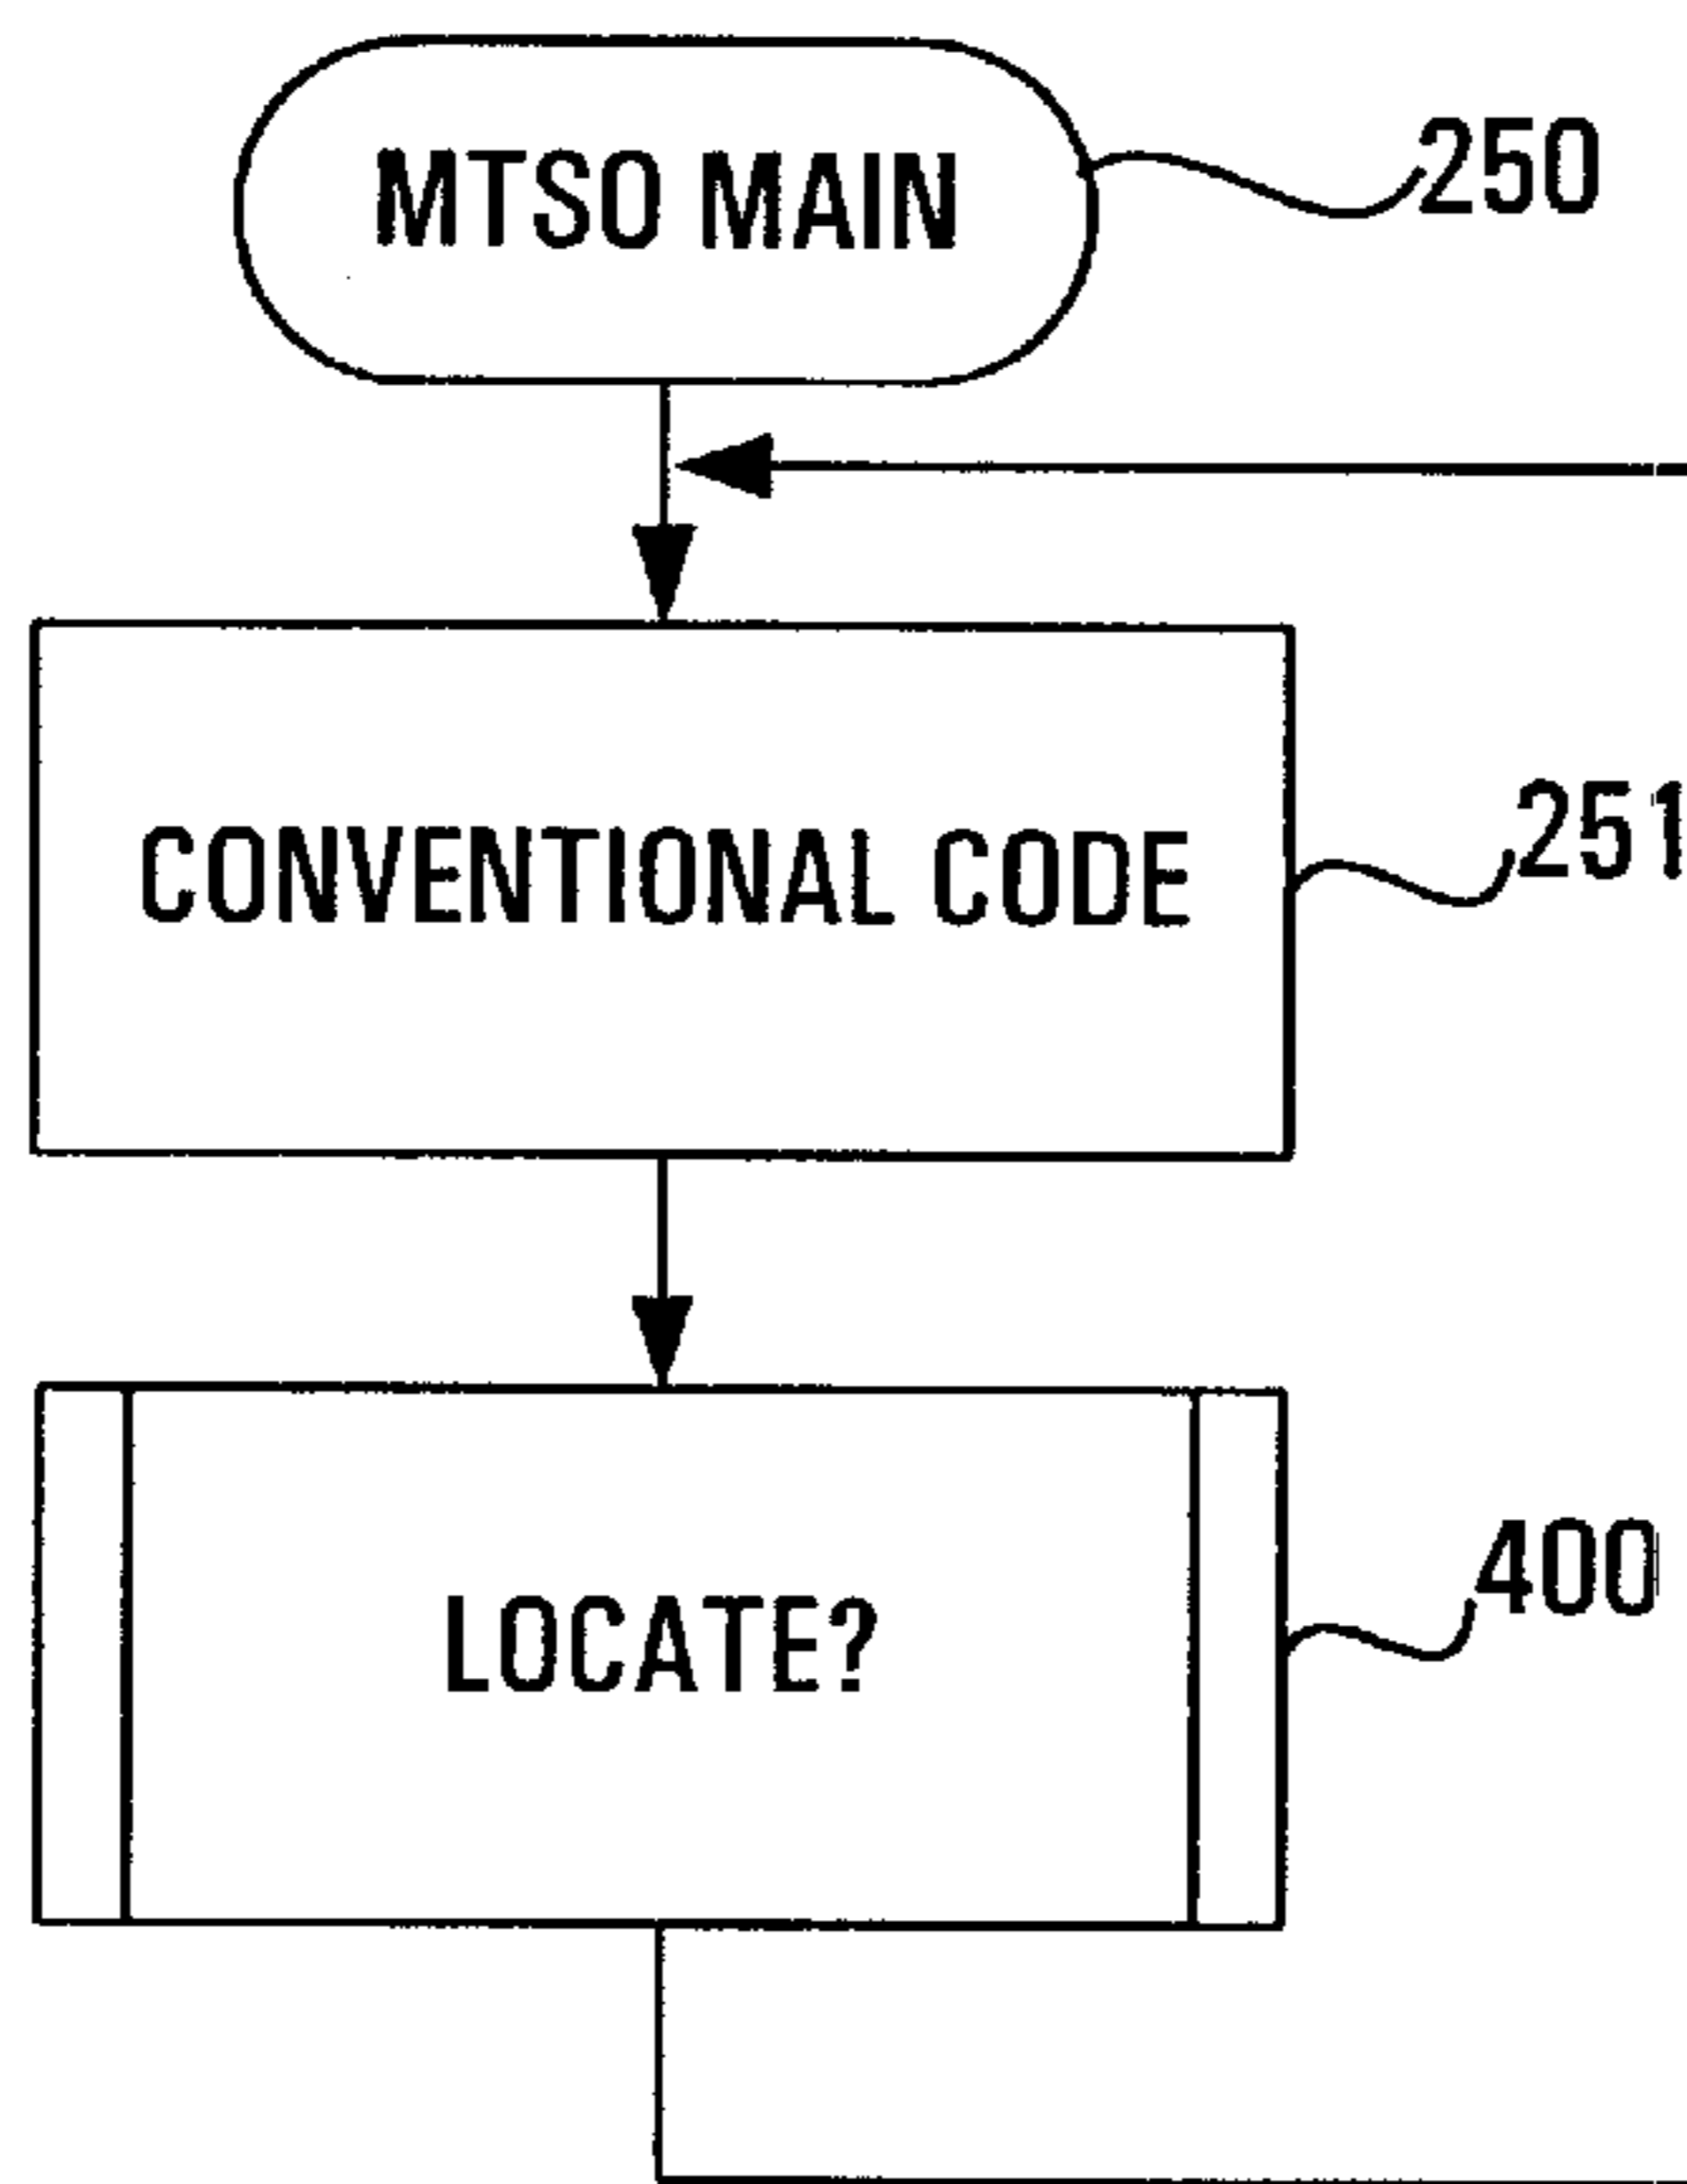 MTSO MAIN
250
CONVENTIONAL CODE
251
LOCATE?
400